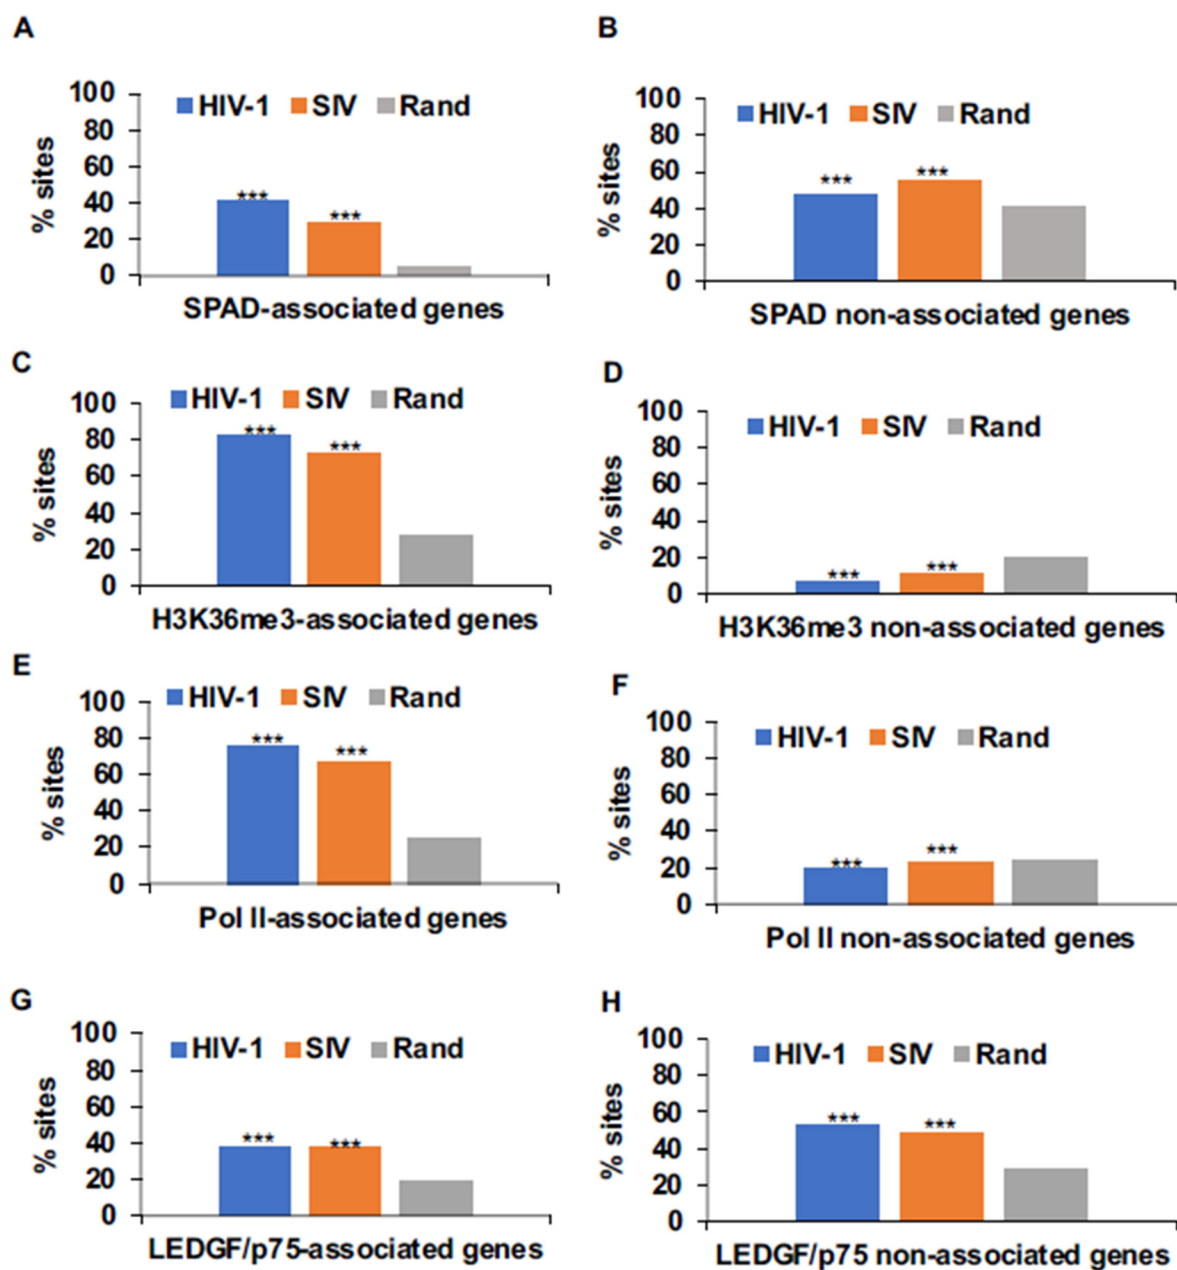 A
HIV-1 SIV Rand
100
80
60
40
20
0
% sites
***
***
SPAD-associated genes
B
HIV-1 SIV Rand
100
80
60
40
20
0
% sites
***
***
SPAD non-associated genes
C
HIV-1 SIV Rand
100
80
60
40
20
0
% sites
***
***
H3K36me3-associated genes
D
HIV-1 SIV Rand
100
80
60
40
20
0
% sites
***
***
H3K36me3 non-associated genes
E
HIV-1 SIV Rand
100
80
60
40
20
0
% sites
***
***
Pol II-associated genes
F
HIV-1 SIV Rand
100
80
60
40
20
0
% sites
***
***
Pol II non-associated genes
G
HIV-1 SIV Rand
100
80
60
40
20
0
% sites
***
***
LEDGF/p75-associated genes
H
HIV-1 SIV Rand
100
80
60
40
20
0
% sites
***
***
LEDGF/p75 non-associated genes